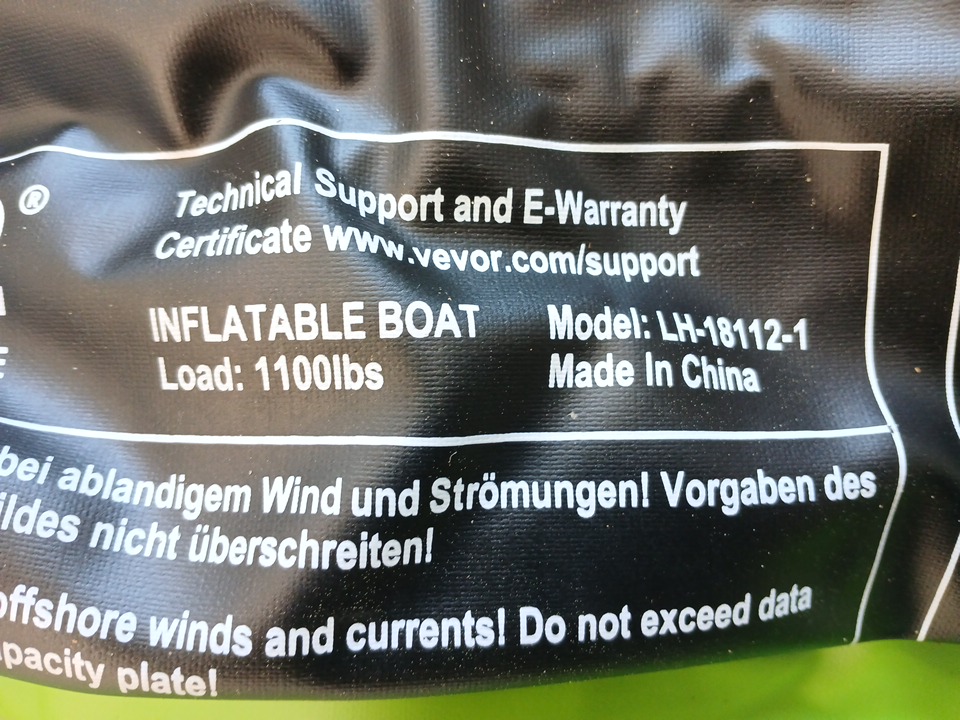 ®
Technical Support and E-Warranty
Certificate www.vevor.com/support
INFLATABLE BOAT Model: LH-18112-1
Load: 1100lbs Made In China
bei ablandigem Wind und Strömungen! Vorgaben des
nicht überschreiten!
offshore winds and currents! Do not exceed data
plate!